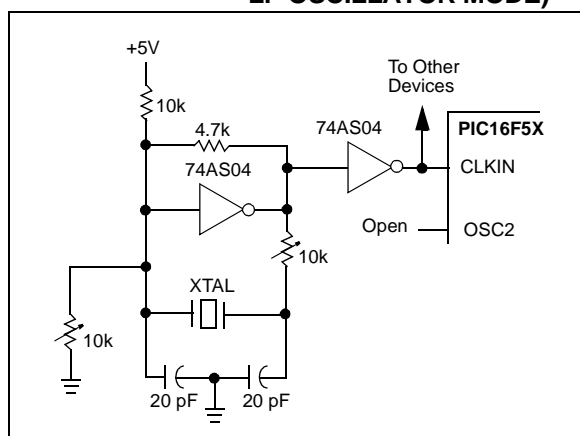 LP OSCILLATOR MODE)
+5V
To Other
Devices
10k
4.7k
74AS04
PIC16F5X
74AS04
CLKIN
Open
OSC2
10k
XTAL
10k
20 pF
20 pF